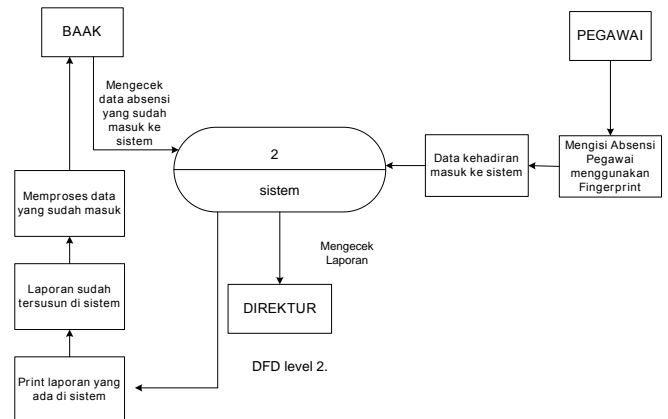 BAAK
PEGAWAI
Mengecek
data absensi
yang sudah
masuk ke
sistem
2
sistem
Data kehadiran
masuk ke sistem
Mengisi Absensi
Pegawai
menggunakan
Fingerprint
Memproses data
yang sudah masuk
Mengecek
Laporan
Laporan sudah
tersusun di sistem
DIREKTUR
DFD level 2.
Print laporan yang
ada di sistem